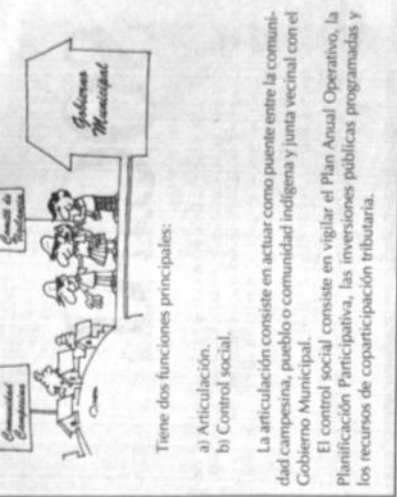 Comunidad
Campesina
Comité de
Vigilancia
Gobierno
Municipal
Tiene dos funciones principales:
a) Articulación.
b) Control social.
La articulación consiste en actuar como puente entre la comuni-
dad campesina, pueblo o comunidad indígena y junta vecinal con el
Gobierno Municipal.
El control social consiste en vigilar el Plan Anual Operativo, la
Planificación Participativa, las inversiones públicas programadas y
los recursos de coparticipación tributaria.